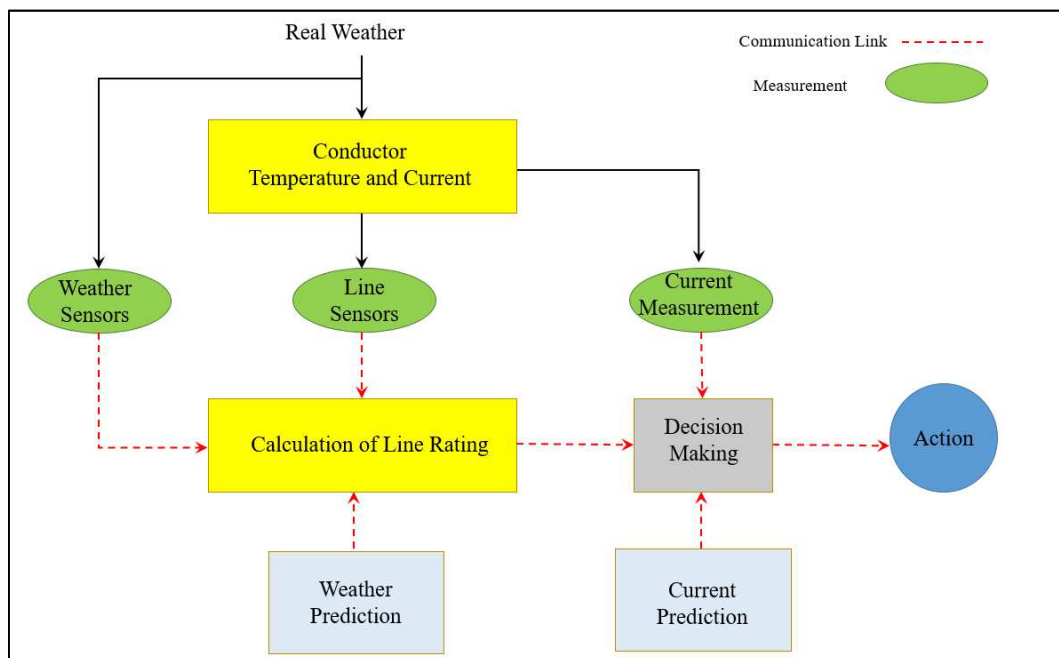 Real Weather
Communication Link
Measurement
Conductor
Temperature and Current
Weather
Sensors
Line
Sensors
Current
Measurement
Calculation of Line Rating
Decision
Making
Action
Weather
Prediction
Current
Prediction